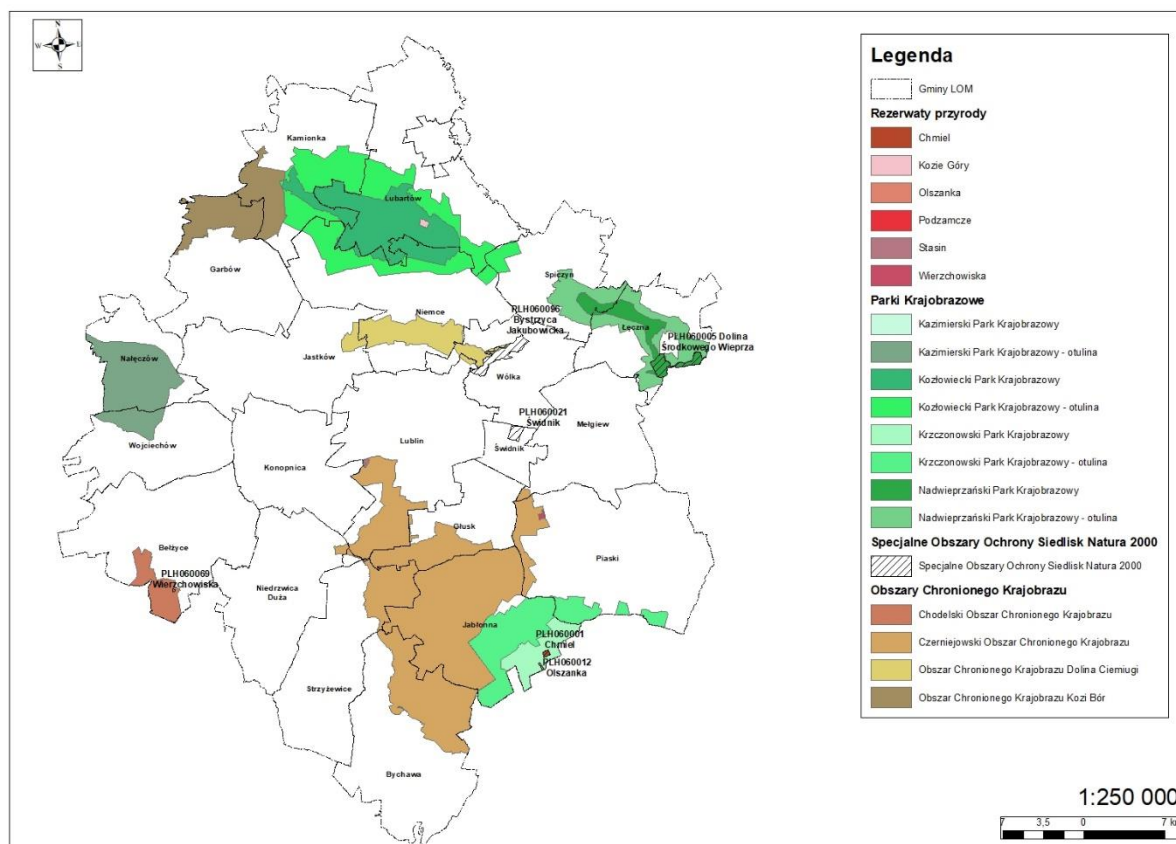 N
W E
S
Kamionka
Lubartów
Garbów
Spiczyn
Niemce
PLH060096
Bystrzyca
Jakubowicka
Łęczna
PLH060005 Dolina
Środkowego Wieprza
Jastków
Nałęczów
Wólka
PLH060021
Świdnik
Mełgiew
Wojciechów
Lublin
Świdnik
Konopnica
Głusk
Bełżyce
Piaski
PLH060069
Wierzchowiska
Niedrzwica
Duża
Jabłonna
PLH060001
Chmiel
PLH060012
Olszanka
Strzyżewice
Bychawa
Legenda
Gminy LOM
Rezerwaty przyrody
Chmiel
Kozie Góry
Olszanka
Podzamcze
Stasin
Wierzchowiska
Parki Krajobrazowe
Kazimierski Park Krajobrazowy
Kazimierski Park Krajobrazowy - otulina
Kozłowiecki Park Krajobrazowy
Kozłowiecki Park Krajobrazowy - otulina
Krzczonowski Park Krajobrazowy
Krzczonowski Park Krajobrazowy - otulina
Nadwieprzański Park Krajobrazowy
Nadwieprzański Park Krajobrazowy - otulina
Specjalne Obszary Ochrony Siedlisk Natura 2000
Specjalne Obszary Ochrony Siedlisk Natura 2000
Obszary Chronionego Krajobrazu
Chodelski Obszar Chronionego Krajobrazu
Czerniejowski Obszar Chronionego Krajobrazu
Obszar Chronionego Krajobrazu Dolina Ciemięgi
Obszar Chronionego Krajobrazu Kozi Bór
1:250 000
7 3,5 0 7 km